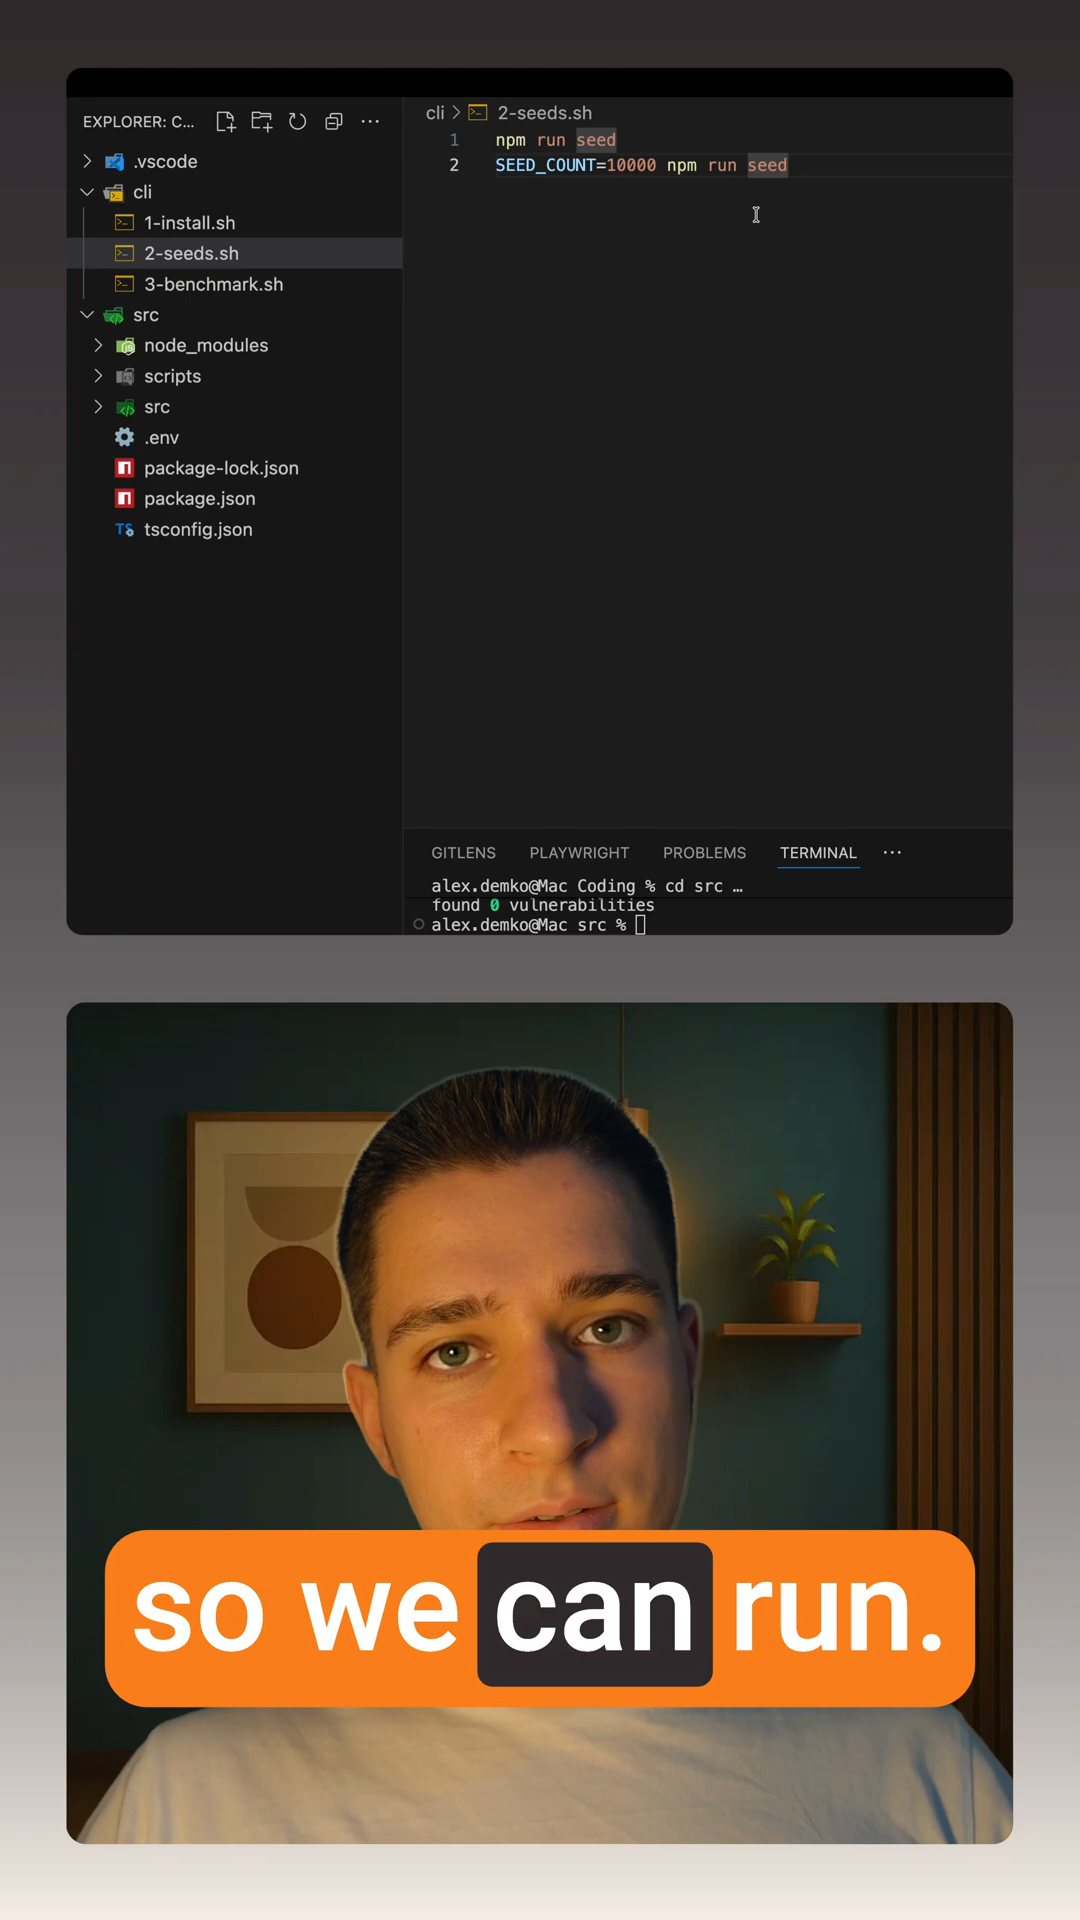 EXPLORER: C...
.vscode
cli
1-install.sh
2-seeds.sh
3-benchmark.sh
src
node_modules
scripts
src
.env
package-lock.json
package.json
TS tsconfig.json
cli > 2-seeds.sh
1 npm run seed
2 SEED_COUNT=10000 npm run seed
GITLENS PLAYWRIGHT PROBLEMS TERMINAL ...
alex.demko@Mac Coding % cd src …
found 0 vulnerabilities
alex.demko@Mac src %
so we can run.